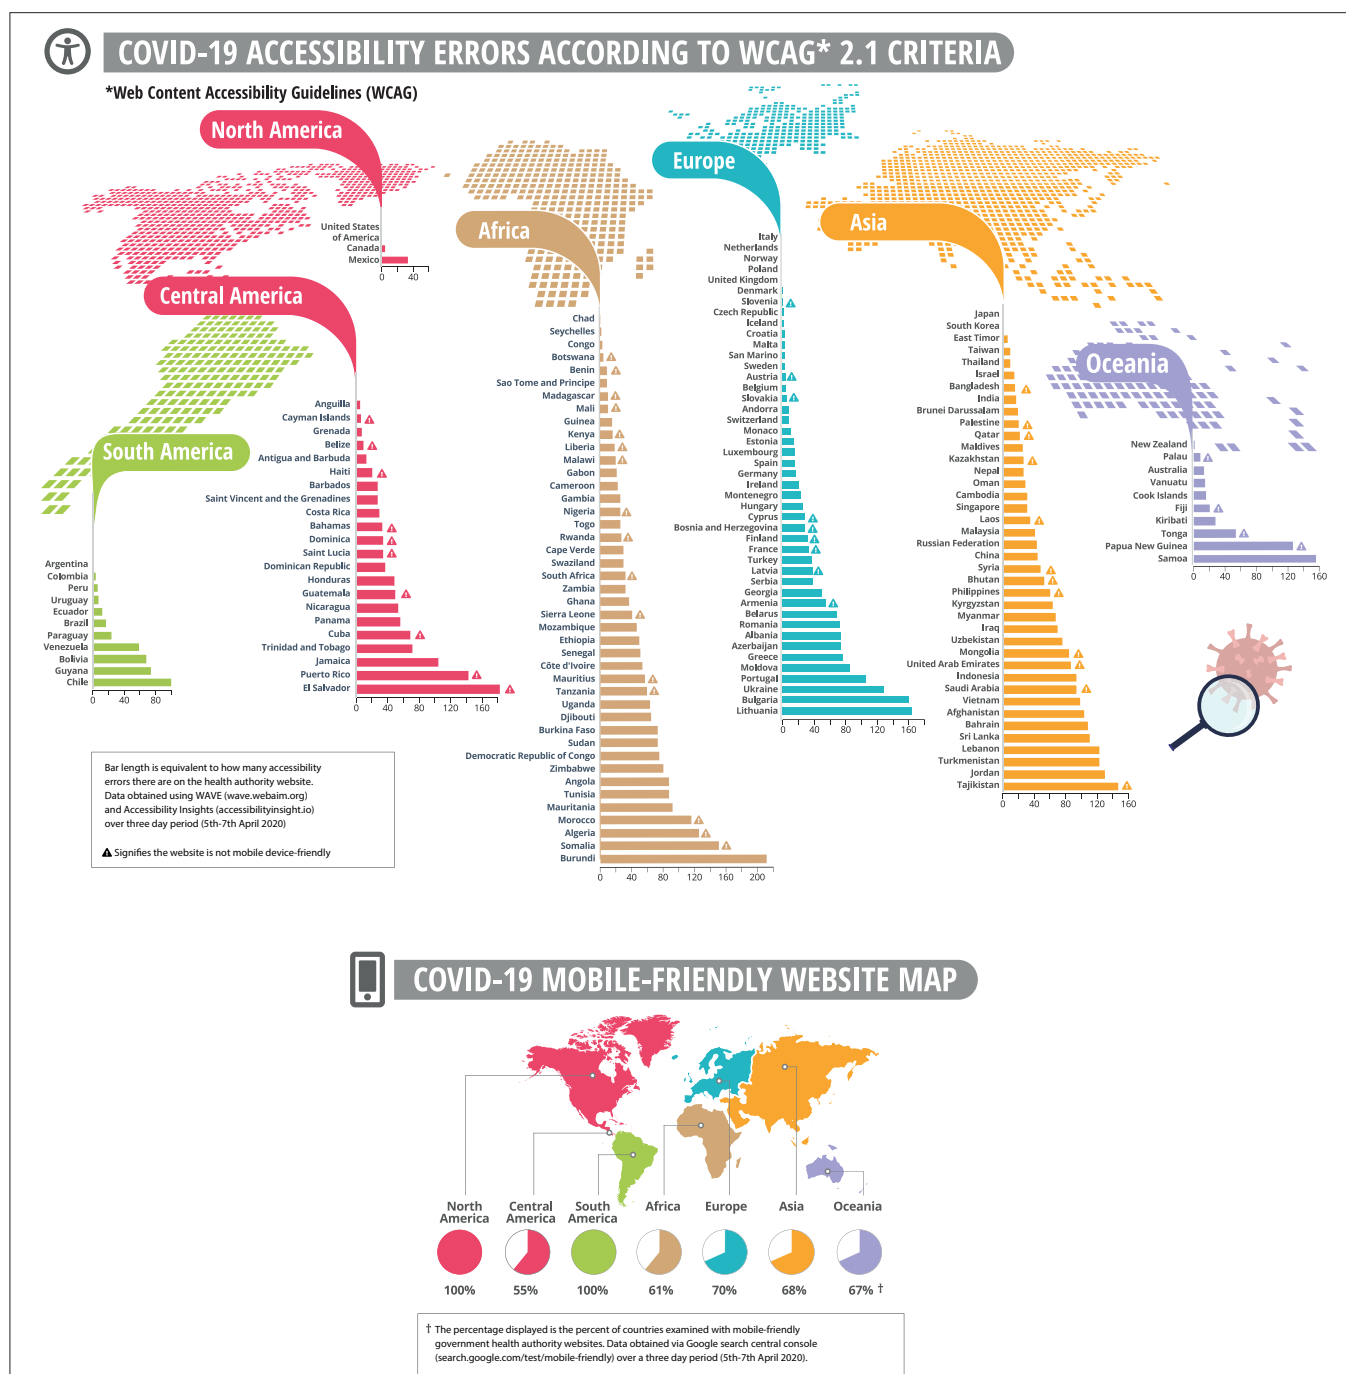 COVID-19 ACCESSIBILITY ERRORS ACCORDING TO WCAG* 2.1 CRITERIA
*Web Content Accessibility Guidelines (WCAG)
North America
United States
of America
Canada
Mexico
0 40
Central America
Anguilla
Cayman Islands
Grenada
Belize
Antigua and Barbuda
Haiti
Barbados
Saint Vincent and the Grenadines
Costa Rica
Bahamas
Dominica
Saint Lucia
Dominican Republic
Honduras
Guatemala
Nicaragua
Panama
Cuba
Trinidad and Tobago
Jamaica
Puerto Rico
El Salvador
0 40 80 120 160
South America
Argentina
Colombia
Peru
Uruguay
Ecuador
Brazil
Paraguay
Venezuela
Bolivia
Guyana
Chile
0 40 80
Africa
Chad
Seychelles
Congo
Botswana
Benin
Sao Tome and Principe
Madagascar
Mali
Guinea
Kenya
Liberia
Malawi
Gabon
Cameroon
Gambia
Nigeria
Togo
Rwanda
Cape Verde
Swaziland
South Africa
Zambia
Ghana
Sierra Leone
Mozambique
Ethiopia
Senegal
Côte d'Ivoire
Mauritius
Tanzania
Uganda
Djibouti
Burkina Faso
Sudan
Democratic Republic of Congo
Zimbabwe
Angola
Tunisia
Mauritania
Morocco
Algeria
Somalia
Burundi
0 40 80 120 160 200
Europe
Italy
Netherlands
Norway
Poland
United Kingdom
Denmark
Slovenia
Czech Republic
Iceland
Croatia
Malta
San Marino
Sweden
Austria
Belgium
Slovakia
Andorra
Switzerland
Monaco
Estonia
Luxembourg
Spain
Germany
Ireland
Montenegro
Hungary
Cyprus
Bosnia and Herzegovina
Finland
France
Turkey
Latvia
Serbia
Georgia
Armenia
Belarus
Romania
Albania
Azerbaijan
Greece
Moldova
Portugal
Ukraine
Bulgaria
Lithuania
0 40 80 120 160
Asia
Japan
South Korea
East Timor
Taiwan
Thailand
Israel
Bangladesh
India
Brunei Darussalam
Palestine
Qatar
Maldives
Kazakhstan
Nepal
Oman
Cambodia
Singapore
Laos
Malaysia
Russian Federation
China
Syria
Bhutan
Philippines
Kyrgyzstan
Myanmar
Iraq
Uzbekistan
Mongolia
United Arab Emirates
Indonesia
Saudi Arabia
Vietnam
Afghanistan
Bahrain
Sri Lanka
Lebanon
Turkmenistan
Jordan
Tajikistan
0 40 80 120 160
Oceania
New Zealand
Palau
Australia
Vanuatu
Cook Islands
Fiji
Kiribati
Tonga
Papua New Guinea
Samoa
0 40 80 120 160
Bar length is equivalent to how many accessibility
errors there are on the health authority website.
Data obtained using WAVE (wave.webaim.org)
and Accessibility Insights (accessibilityinsight.io)
over three day period (5th-7th April 2020)
Signifies the website is not mobile device-friendly
COVID-19 MOBILE-FRIENDLY WEBSITE MAP
North America
Central America
South America
Africa
Europe
Asia
Oceania
100% 55% 100% 61% 70% 68% 67% †
† The percentage displayed is the percent of countries examined with mobile-friendly
government health authority websites. Data obtained via Google search central console
(search.google.com/test/mobile-friendly) over a three day period (5th-7th April 2020).